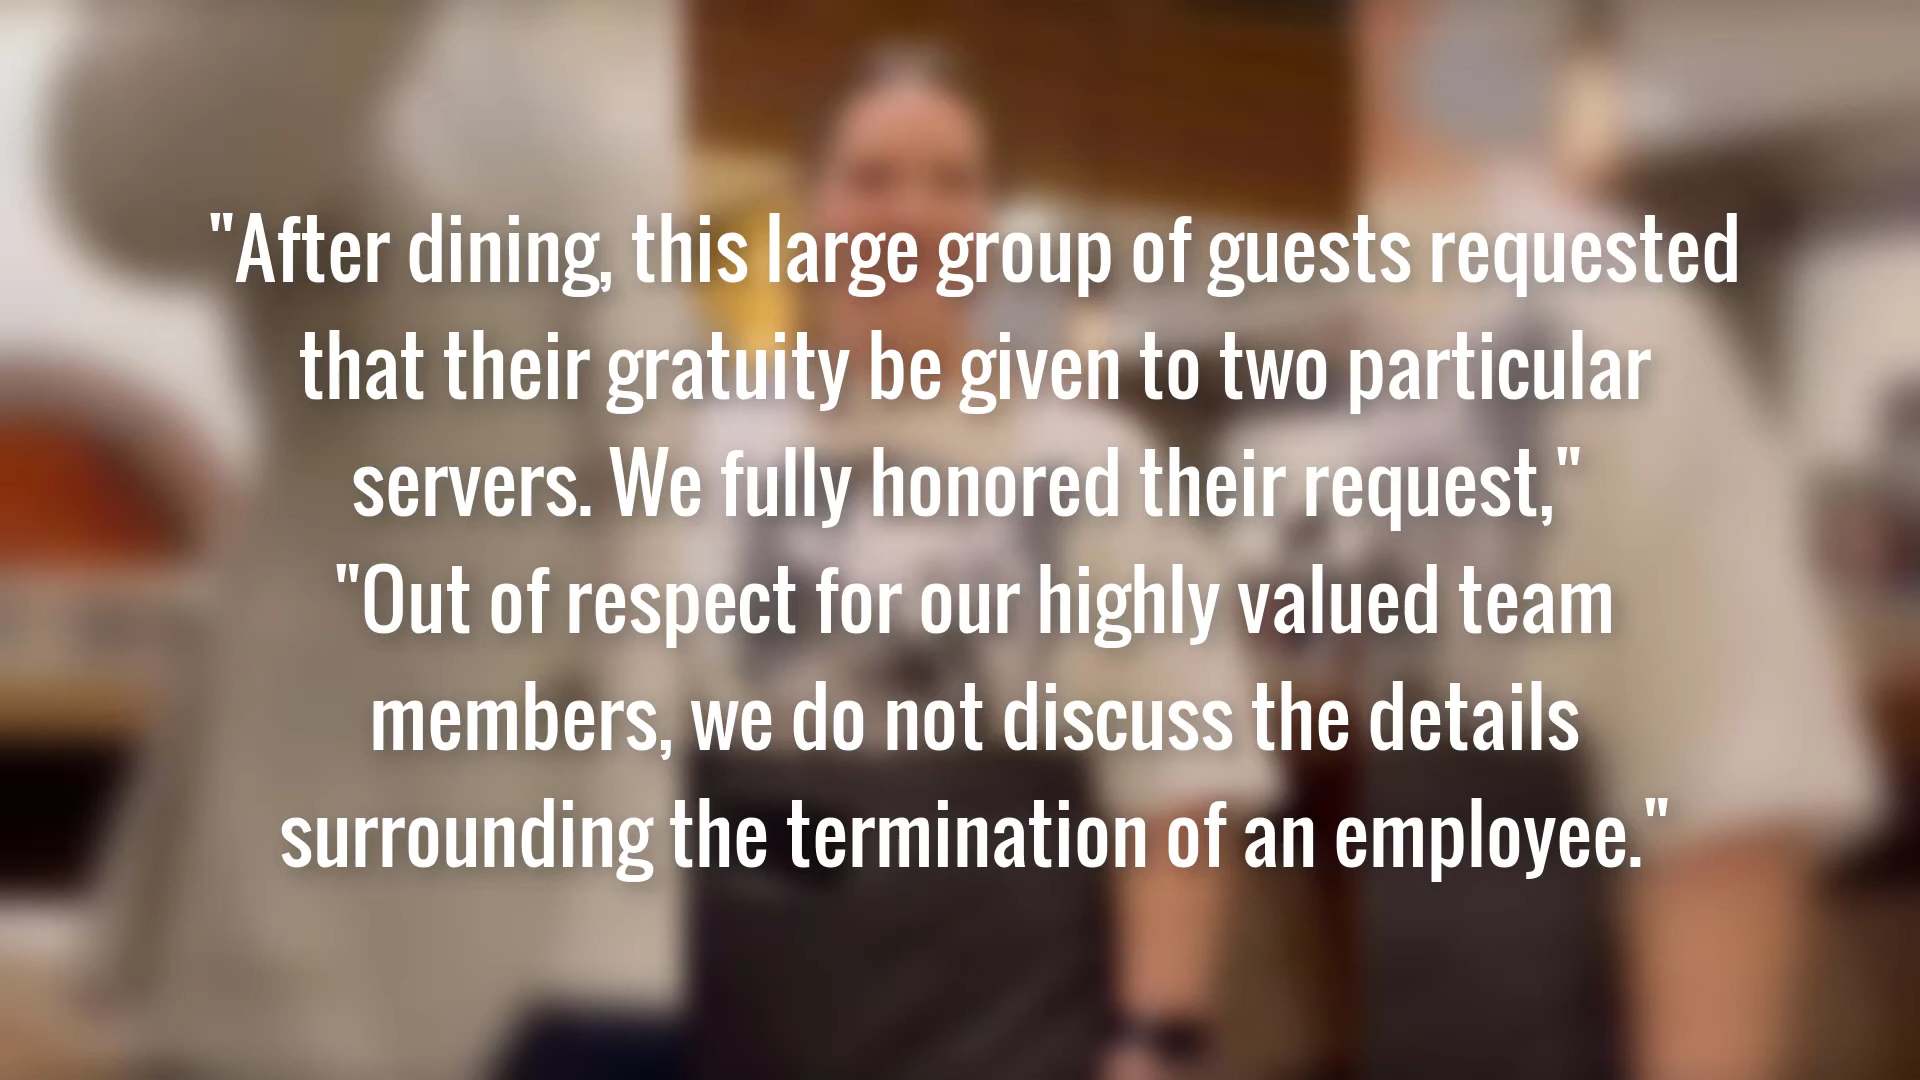 "After dining, this large group of guests requested
that their gratuity be given to two particular
servers. We fully honored their request,"
"Out of respect for our highly valued team
members, we do not discuss the details
surrounding the termination of an employee."